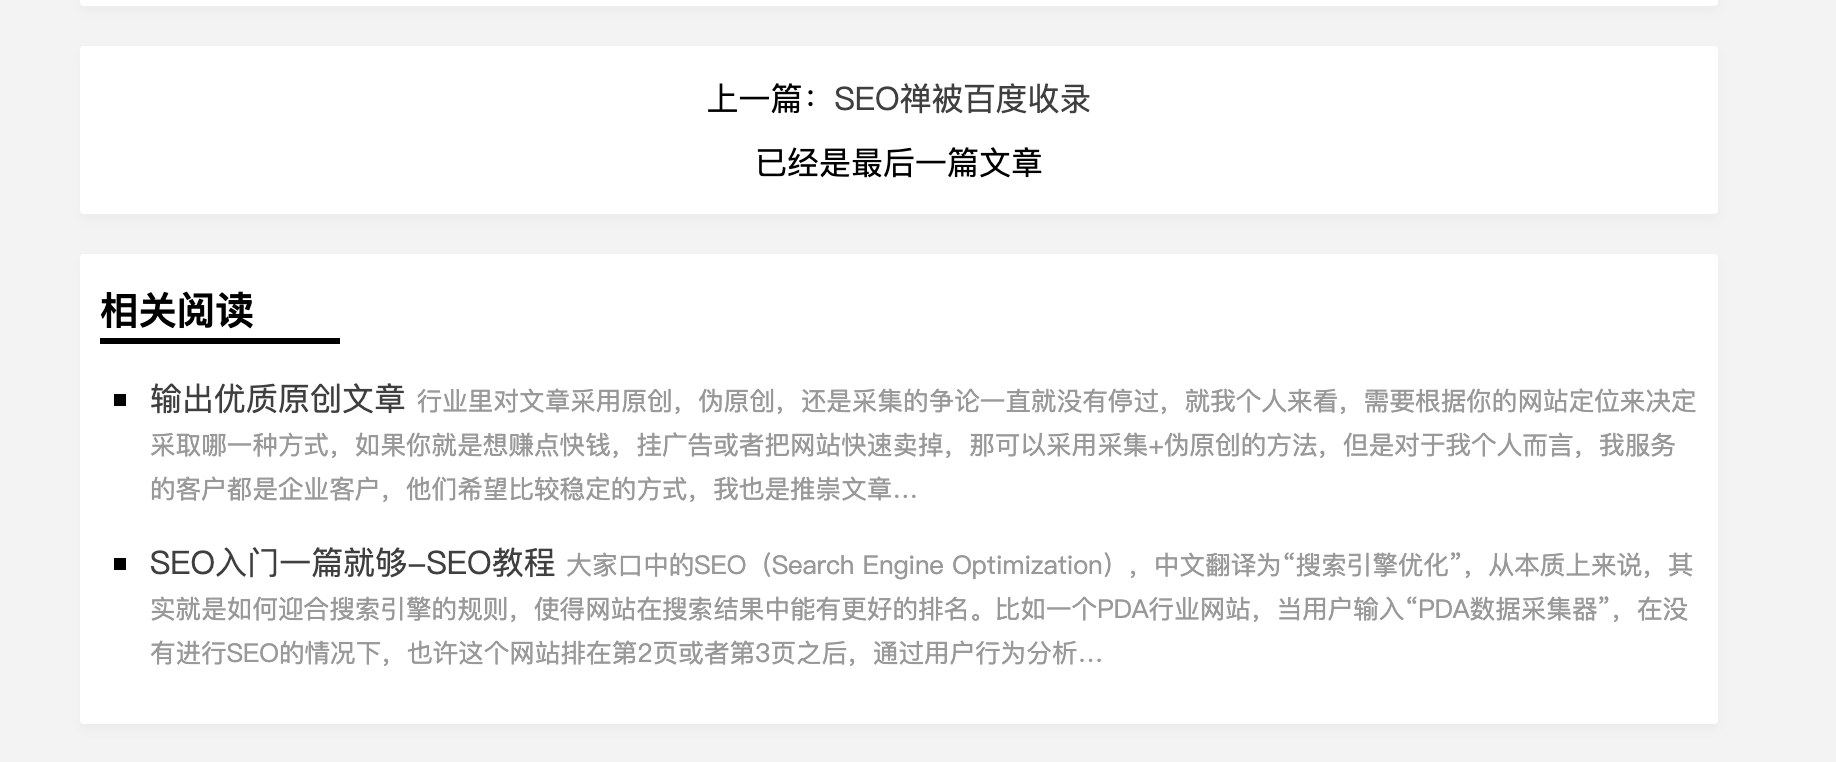 上一篇：SEO禅被百度收录
已经是最后一篇文章
相关阅读
输出优质原创文章 行业里对文章采用原创，伪原创，还是采集的争论一直就没有停过，就我个人来看，需要根据你的网站定位来决定
采取哪一种方式，如果你就是想赚点快钱，挂广告或者把网站快速卖掉，那可以采用采集+伪原创的方法，但是对于我个人而言，我服务
的客户都是企业客户，他们希望比较稳定的方式，我也是推崇文章...
SEO入门一篇就够-SEO教程 大家口中的SEO（Search Engine Optimization），中文翻译为“搜索引擎优化”，从本质上来说，其
实就是如何迎合搜索引擎的规则，使得网站在搜索结果中能有更好的排名。比如一个PDA行业网站，当用户输入“PDA数据采集器”，在没
有进行SEO的情况下，也许这个网站排在第2页或者第3页之后，通过用户行为分析...